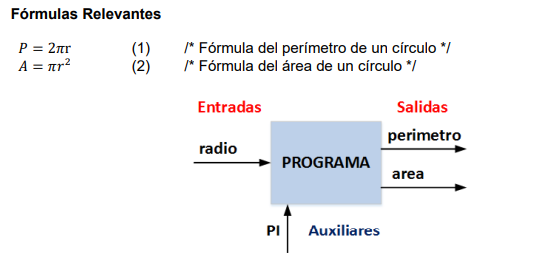 Fórmulas Relevantes
P = 2πr (1) /* Fórmula del perímetro de un círculo */
A = πr² (2) /* Fórmula del área de un círculo */
Entradas Salidas
radio PROGRAMA perimetro
area
PI Auxiliares